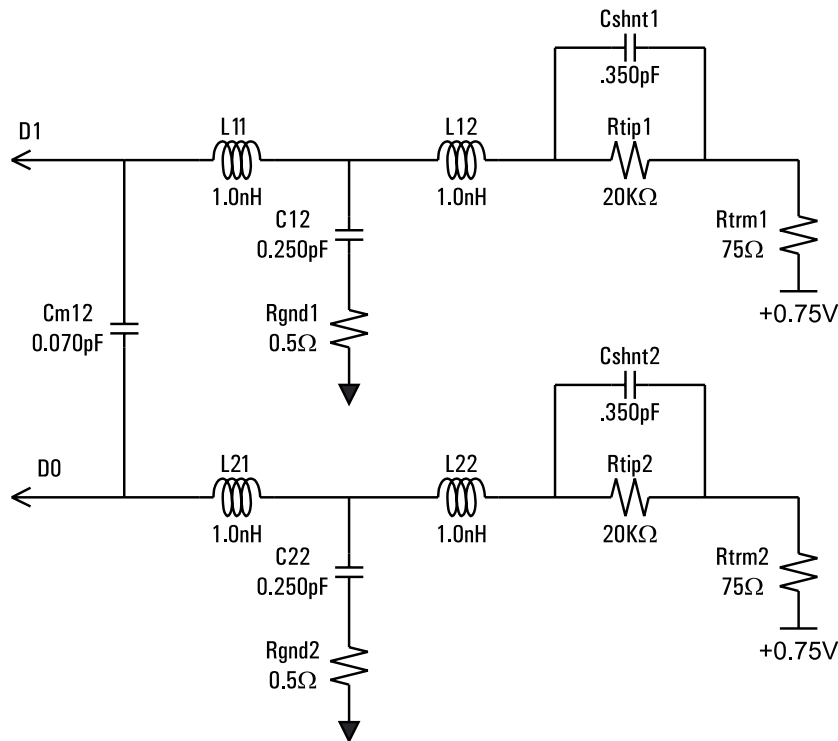 Cshnt1
.350pF
D1
L11
L12
Rtip1
1.0nH
1.0nH
20KΩ
C12
0.250pF
Rtrm1
75Ω
Cm12
0.070pF
Rgnd1
0.5Ω
+0.75V
Cshnt2
.350pF
D0
L21
L22
Rtip2
1.0nH
1.0nH
20KΩ
C22
0.250pF
Rtrm2
75Ω
Rgnd2
0.5Ω
+0.75V